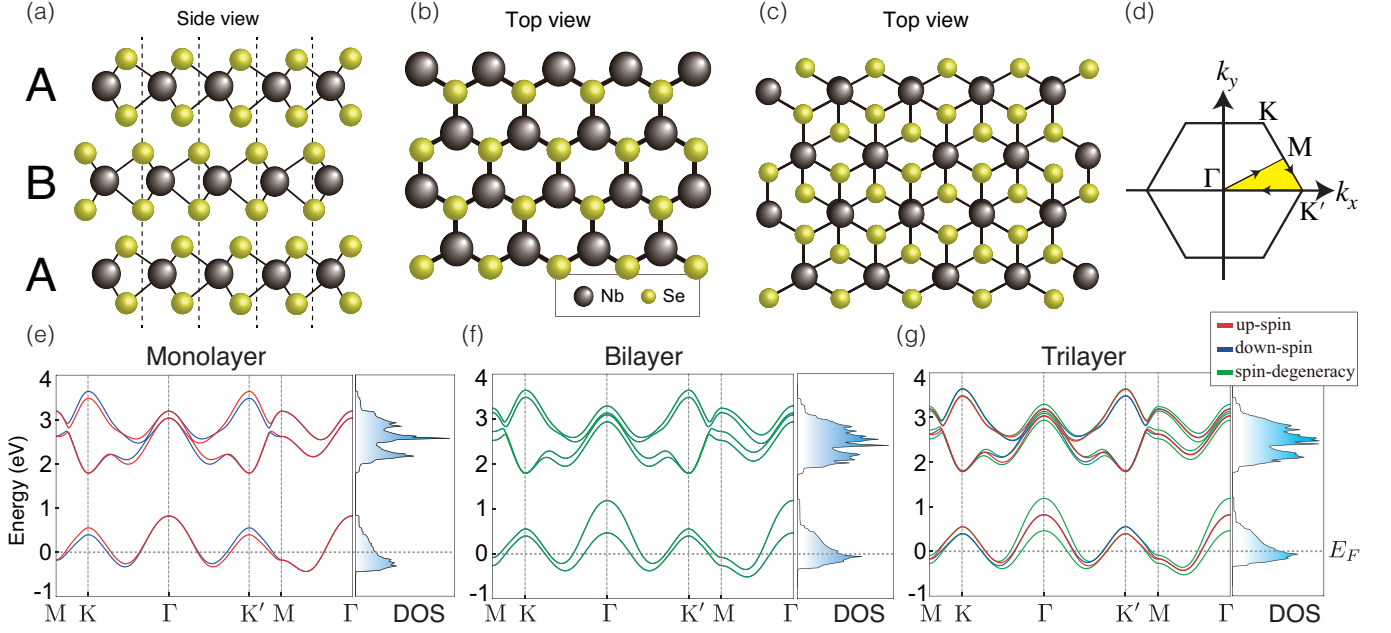 (a) Side view
A
B
A
(b) Top view
Nb Se
(c) Top view
(d)
k_y
K
M
Γ
k_x
K′
(e) Monolayer
Energy (eV)
4
3
2
1
0
-1
M K Γ K′ M Γ DOS
(f) Bilayer
4
3
2
1
0
-1
M K Γ K′ M Γ DOS
(g) Trilayer
up-spin
down-spin
spin-degeneracy
4
3
2
1
0
-1
E_F
M K Γ K′ M Γ DOS